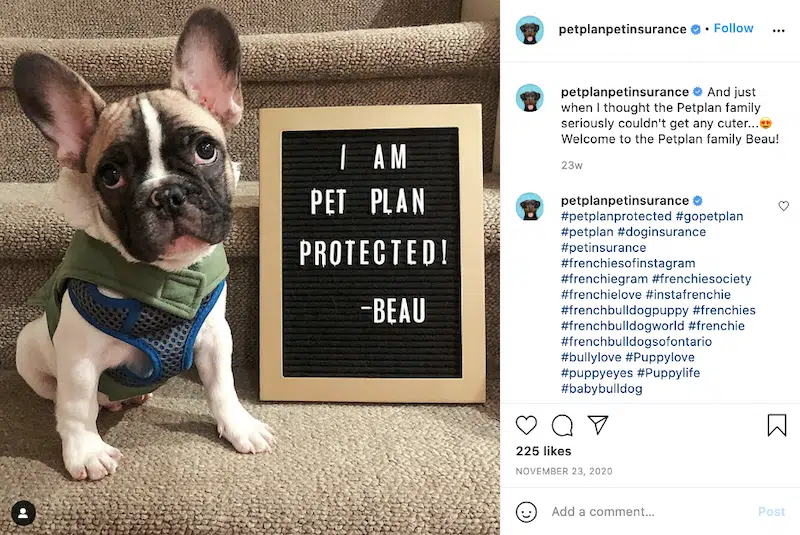 I AM
PET PLAN
PROTECTED!
-BEAU
petplanpetinsurance • Follow
petplanpetinsurance And just
when I thought the Petplan family
seriously couldn't get any cuter...😍
Welcome to the Petplan family Beau!
23w
petplanpetinsurance
#petplanprotected #gopetplan
#petplan #doginsurance
#petinsurance
#frenchiesofinstagram
#frenchiegram #frenchiesociety
#frenchielove #instafrenchie
#frenchbulldogpuppy #frenchies
#frenchbulldogworld #frenchie
#frenchbulldogsofontario
#bullylove #Puppylove
#puppyeyes #Puppylife
#babybulldog
225 likes
NOVEMBER 23, 2020
Add a comment...
Post